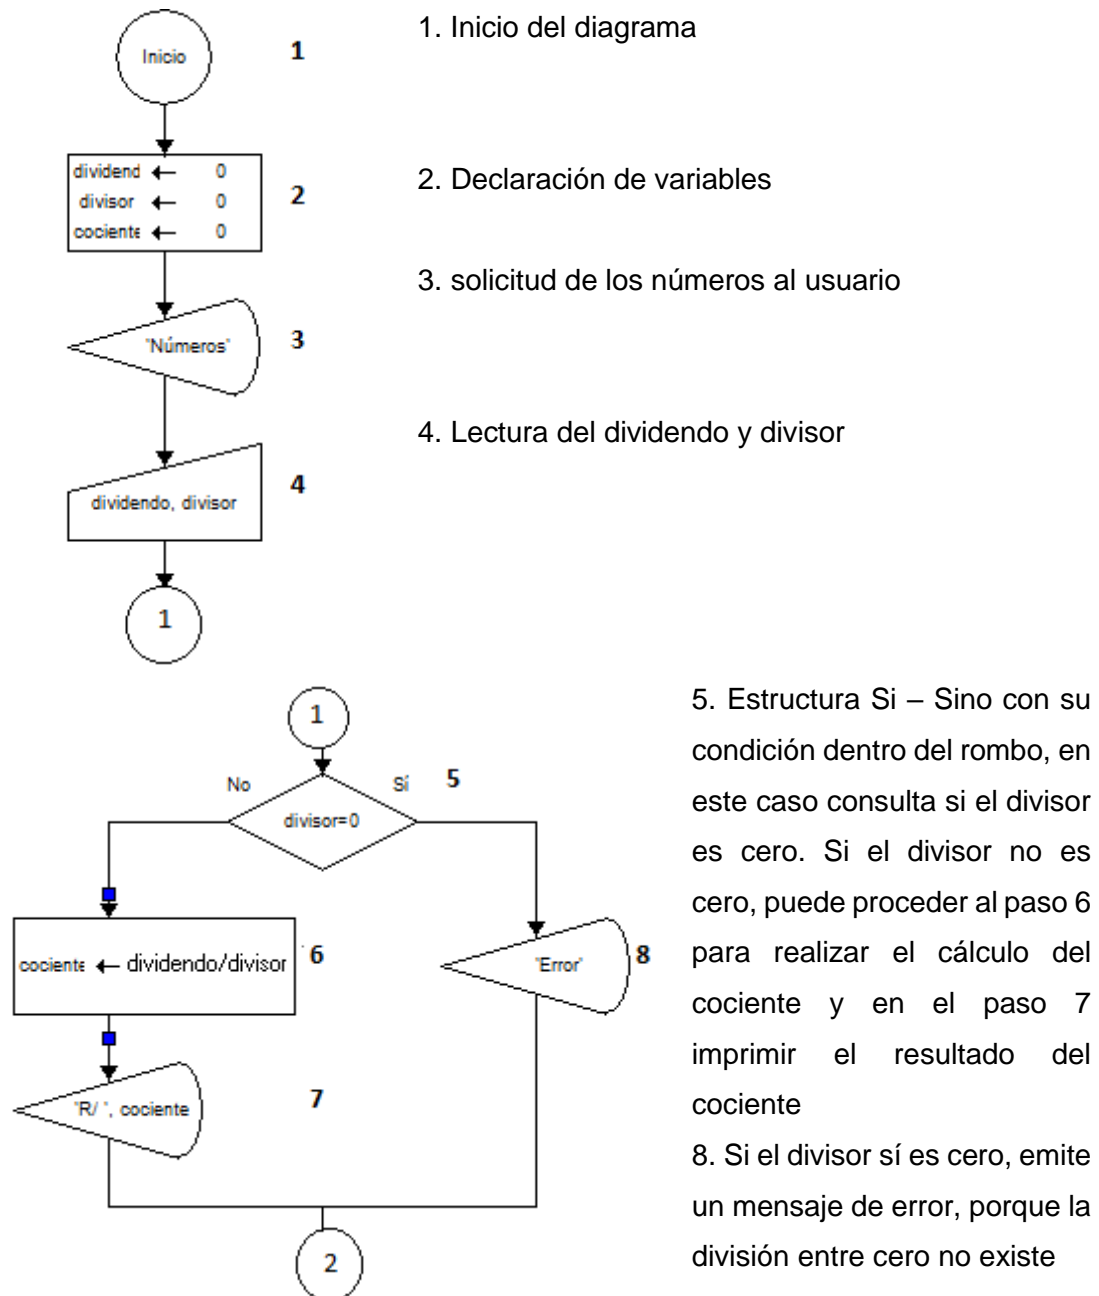 1. Inicio del diagrama
Inicio
1
dividend ← 0
divisor ← 0
cociente ← 0
2
2. Declaración de variables
3. solicitud de los números al usuario
"Números"
3
4. Lectura del dividendo y divisor
dividendo, divisor
4
1
1
No
Sí
5
divisor=0
cociente ← dividendo/divisor
6
"Error"
8
"R/ ", cociente
7
2
5. Estructura Si – Sino con su
condición dentro del rombo, en
este caso consulta si el divisor
es cero. Si el divisor no es
cero, puede proceder al paso 6
para realizar el cálculo del
cociente y en el paso 7
imprimir el resultado del
cociente
8. Si el divisor sí es cero, emite
un mensaje de error, porque la
división entre cero no existe